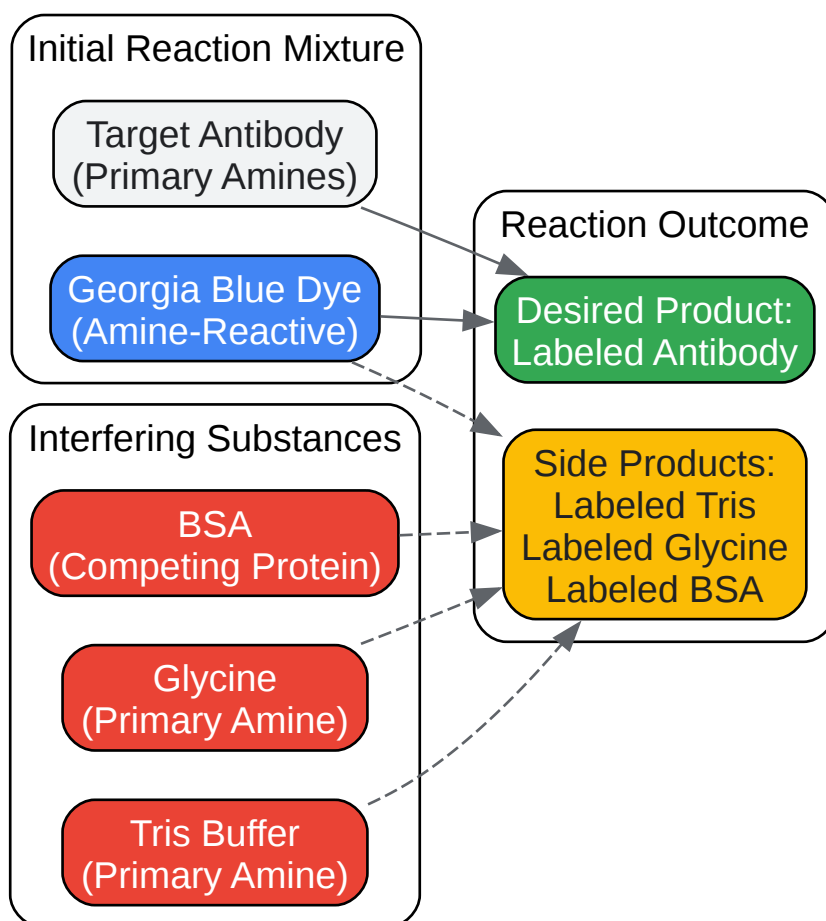 Initial Reaction Mixture
Target Antibody
(Primary Amines)
Georgia Blue Dye
(Amine-Reactive)
Interfering Substances
BSA
(Competing Protein)
Glycine
(Primary Amine)
Tris Buffer
(Primary Amine)
Reaction Outcome
Desired Product:
Labeled Antibody
Side Products:
Labeled Tris
Labeled Glycine
Labeled BSA